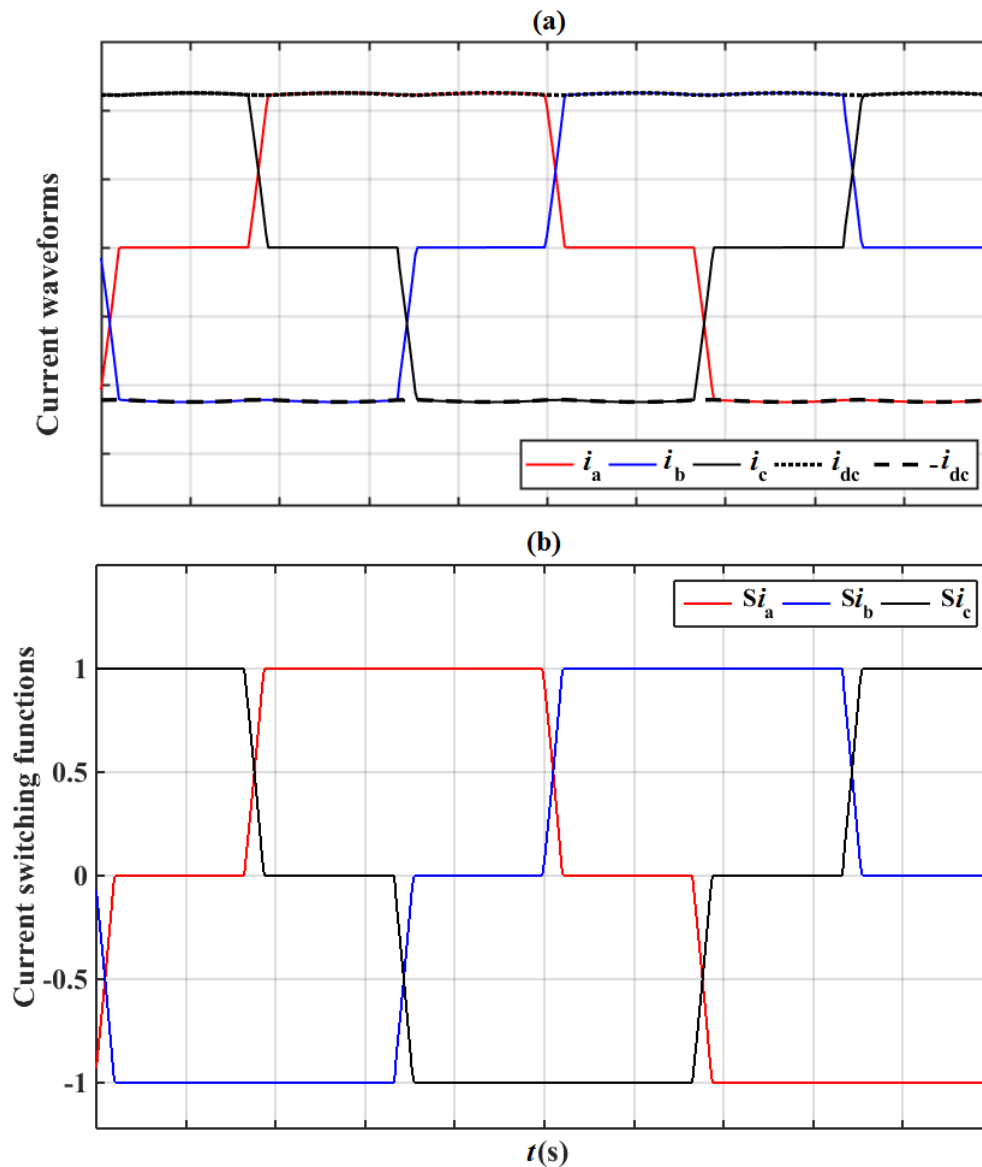 (a)
Current waveforms
i_a i_b i_c i_dc -i_dc
(b)
Si_a Si_b Si_c
Current switching functions
1
0.5
0
-0.5
-1
t(s)